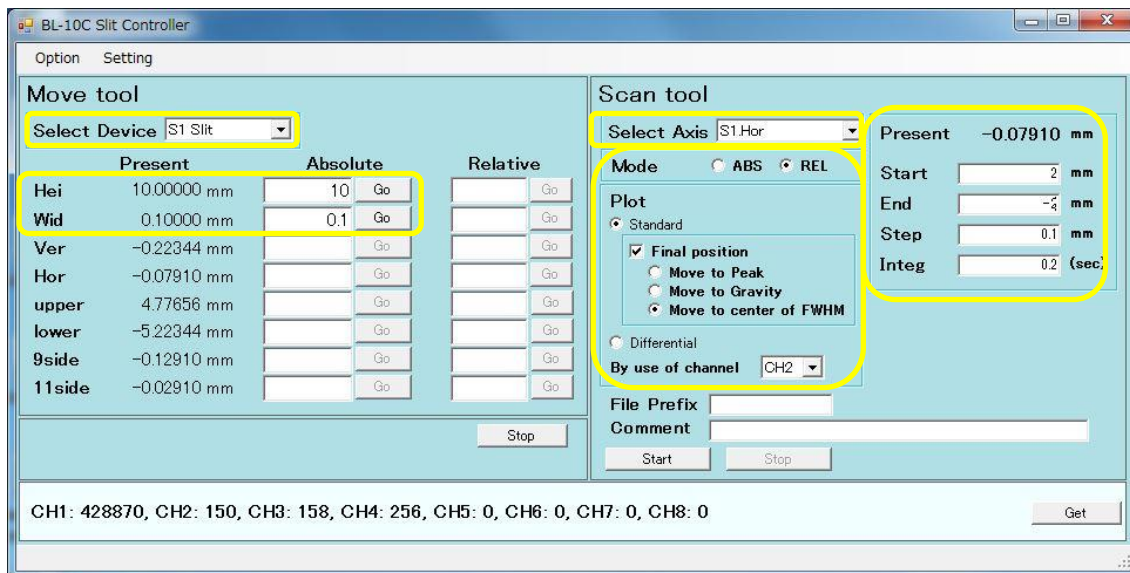 BL-10C Slit Controller
Option Setting
Move tool
Select Device S1 Slit
Present Absolute Relative
Hei 10.00000 mm 10 Go Go
Wid 0.10000 mm 0.1 Go Go
Ver -0.22344 mm Go Go
Hor -0.07910 mm Go Go
upper 4.77656 mm Go Go
lower -5.22344 mm Go Go
9side -0.12910 mm Go Go
11side -0.02910 mm Go Go
Stop
Scan tool
Select Axis S1.Hor
Mode ABS REL
Plot
Standard
Final position
Move to Peak
Move to Gravity
Move to center of FWHM
Differential
By use of channel CH2
Present -0.07910 mm
Start 2 mm
End mm
Step 0.1 mm
Integ 0.2 (sec)
File Prefix
Comment
Start Stop
CH1: 428870, CH2: 150, CH3: 158, CH4: 256, CH5: 0, CH6: 0, CH7: 0, CH8: 0
Get